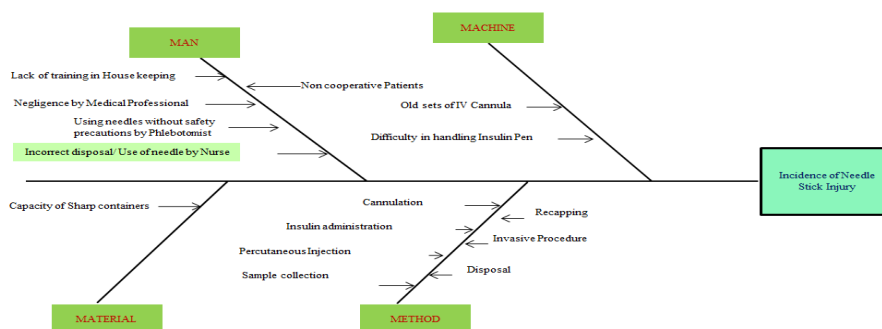 MACHINE
MAN
Lack of training in House keeping
Non cooperative Patients
Negligence by Medical Professional
Old sets of IV Cannula
Using needles without safety
precautions by Phlebotomist
Difficulty in handling Insulin Pen
Incorrect disposal/ Use of needle by Nurse
Incidence of Needle
Stick Injury
Capacity of Sharp containers
Cannulation
Recapping
Insulin administration
Invasive Procedure
Percutaneous Injection
Disposal
Sample collection
MATERIAL
METHOD